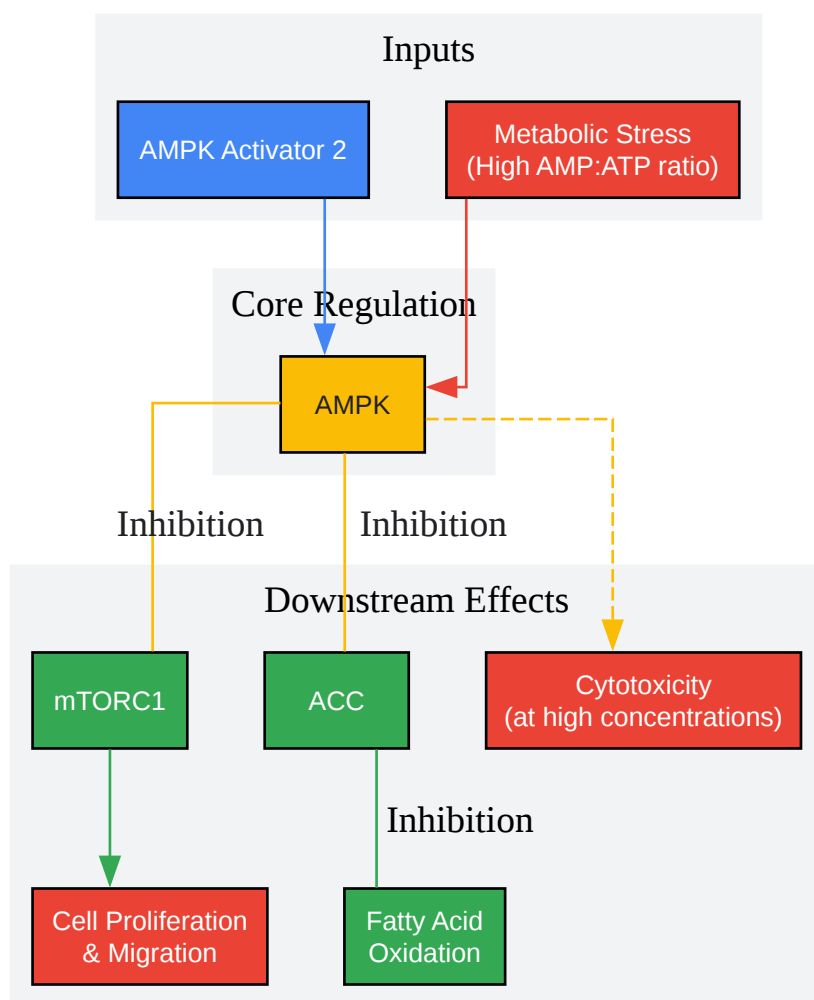 Inputs
AMPK Activator 2
Metabolic Stress
(High AMP:ATP ratio)
Core Regulation
AMPK
Inhibition
Inhibition
Downstream Effects
mTORC1
ACC
Cytotoxicity
(at high concentrations)
Inhibition
Cell Proliferation
& Migration
Fatty Acid
Oxidation